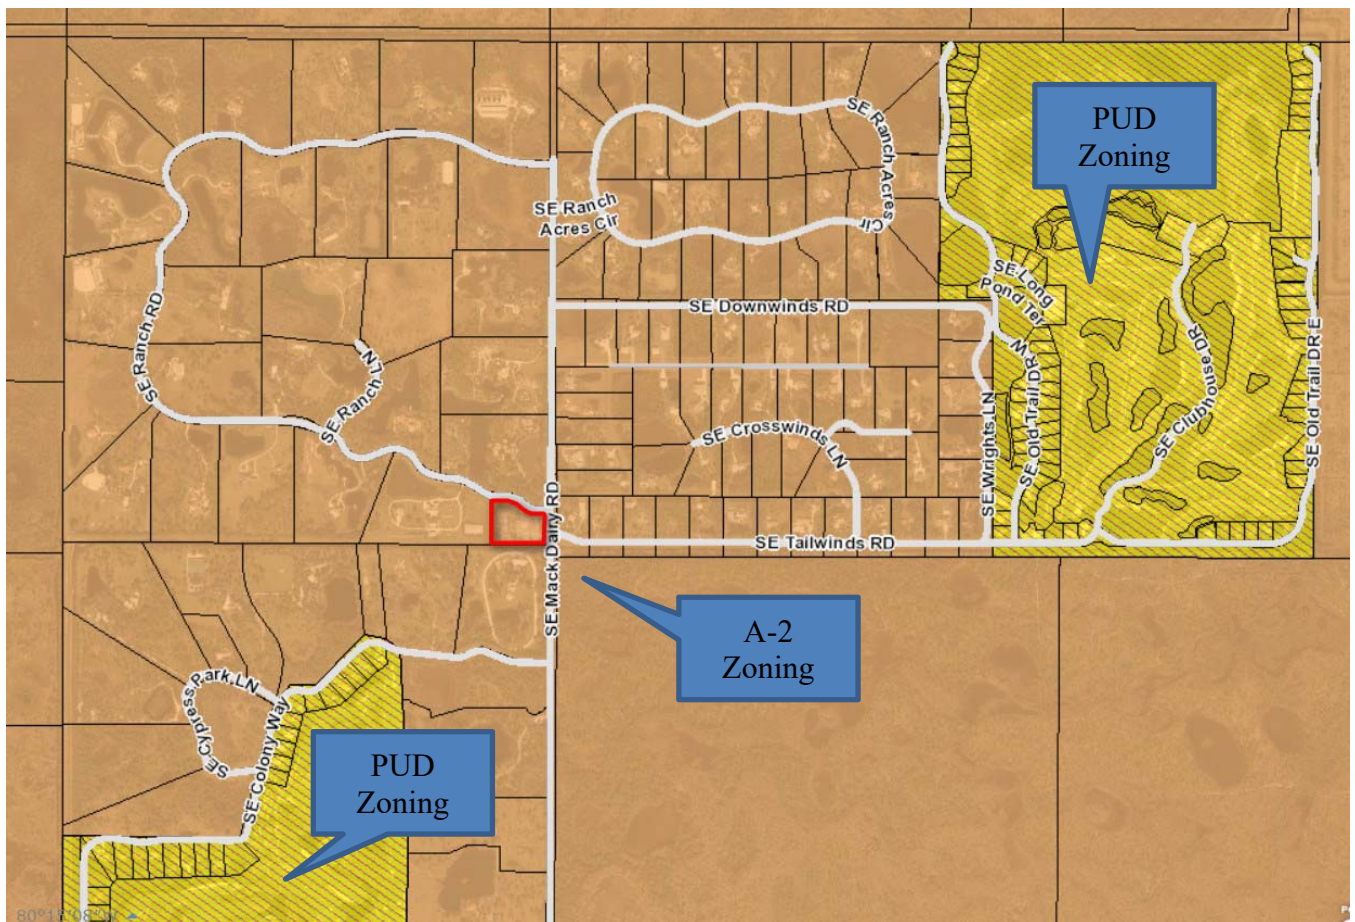 PUD
Zoning
SE Ranch Acres
Cir
SE Ranch
Acres Cir
SE Long
Pond Ter
SE Downwinds RD
SE Ranch RD
SE Ranch LN
SE Old Trail DR W
SE Clubhouse DR
SE Old Trail DR E
SE Crosswinds LN
SE Wrights LN
SE Mack Dairy RD
SE Tailwinds RD
A-2
Zoning
SE Cypress Park LN
SE Colony Way
PUD
Zoning